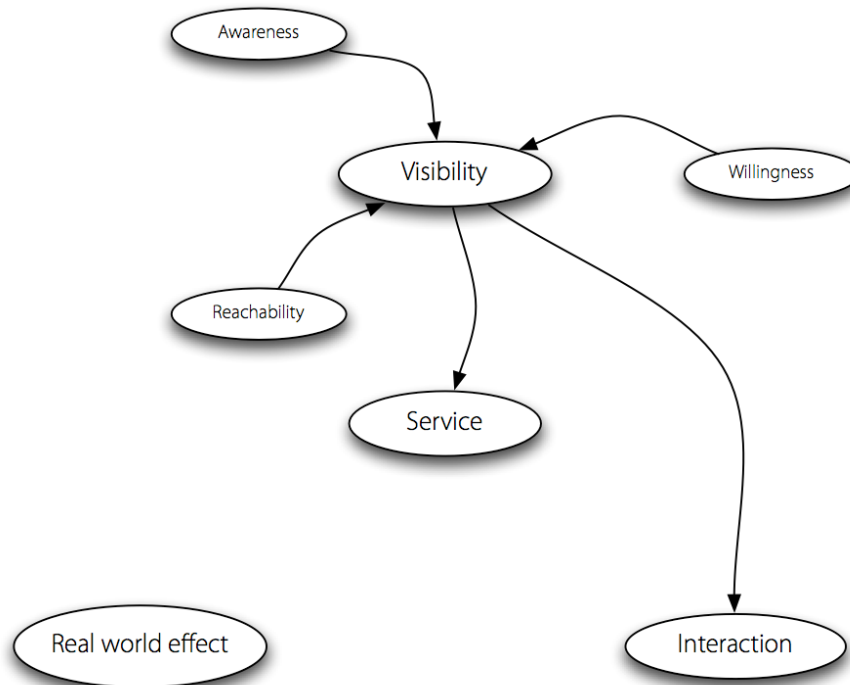 Awareness
Visibility
Willingness
Reachability
Service
Real world effect
Interaction